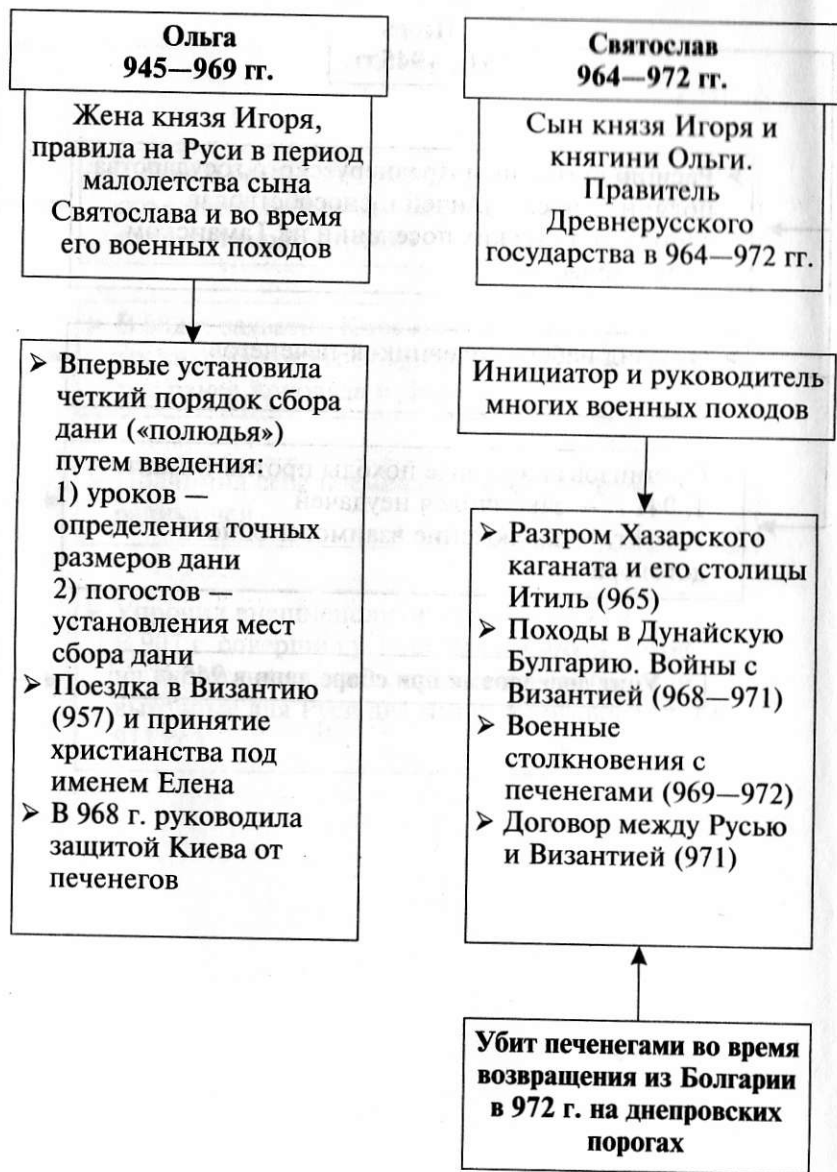 Ольга
945—969 гг.
Жена князя Игоря,
правила на Руси в период
малолетства сына
Святослава и во время
его военных походов
➢ Впервые установила
четкий порядок сбора
дани («полюдья»)
путем введения:
1) уроков —
определения точных
размеров дани
2) погостов —
установления мест
сбора дани
➢ Поездка в Византию
(957) и принятие
христианства под
именем Елена
➢ В 968 г. руководила
защитой Киева от
печенегов
Святослав
964—972 гг.
Сын князя Игоря и
княгини Ольги.
Правитель
Древнерусского
государства в 964—972 гг.
Инициатор и руководитель
многих военных походов
➢ Разгром Хазарского
каганата и его столицы
Итиль (965)
➢ Походы в Дунайскую
Булгарию. Войны с
Византией (968—971)
➢ Военные
столкновения с
печенегами (969—972)
➢ Договор между Русью
и Византией (971)
Убит печенегами во время
возвращения из Болгарии
в 972 г. на днепровских
порогах